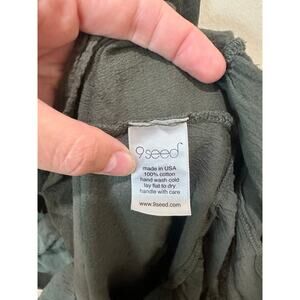 9seed
made in USA
100% cotton
hand wash cold
lay flat to dry
handle with care
www.9seed.com